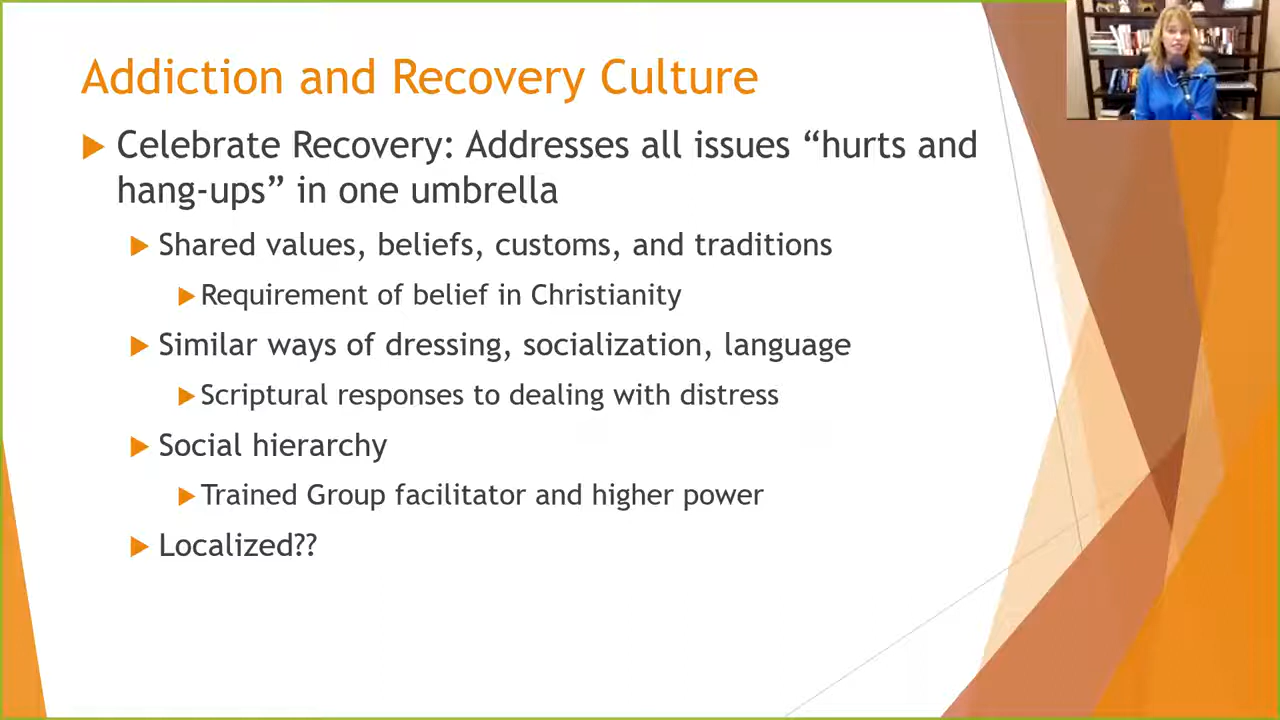 Addiction and Recovery Culture
Celebrate Recovery: Addresses all issues “hurts and
hang-ups” in one umbrella
Shared values, beliefs, customs, and traditions
Requirement of belief in Christianity
Similar ways of dressing, socialization, language
Scriptural responses to dealing with distress
Social hierarchy
Trained Group facilitator and higher power
Localized??